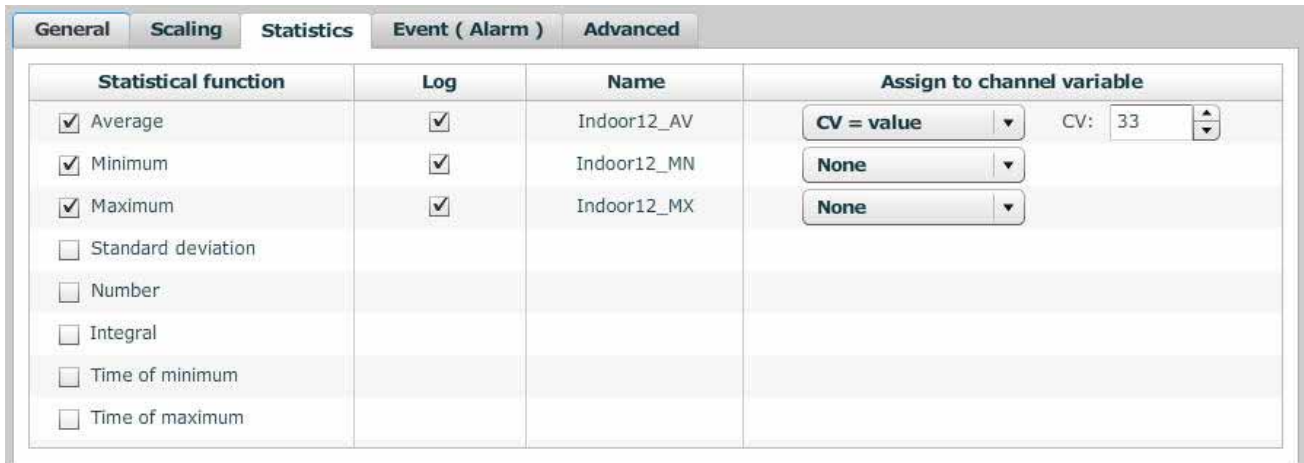 General Scaling Statistics Event ( Alarm ) Advanced
Statistical function Log Name Assign to channel variable
Average Indoor12_AV CV = value CV: 33
Minimum Indoor12_MN None
Maximum Indoor12_MX None
Standard deviation
Number
Integral
Time of minimum
Time of maximum